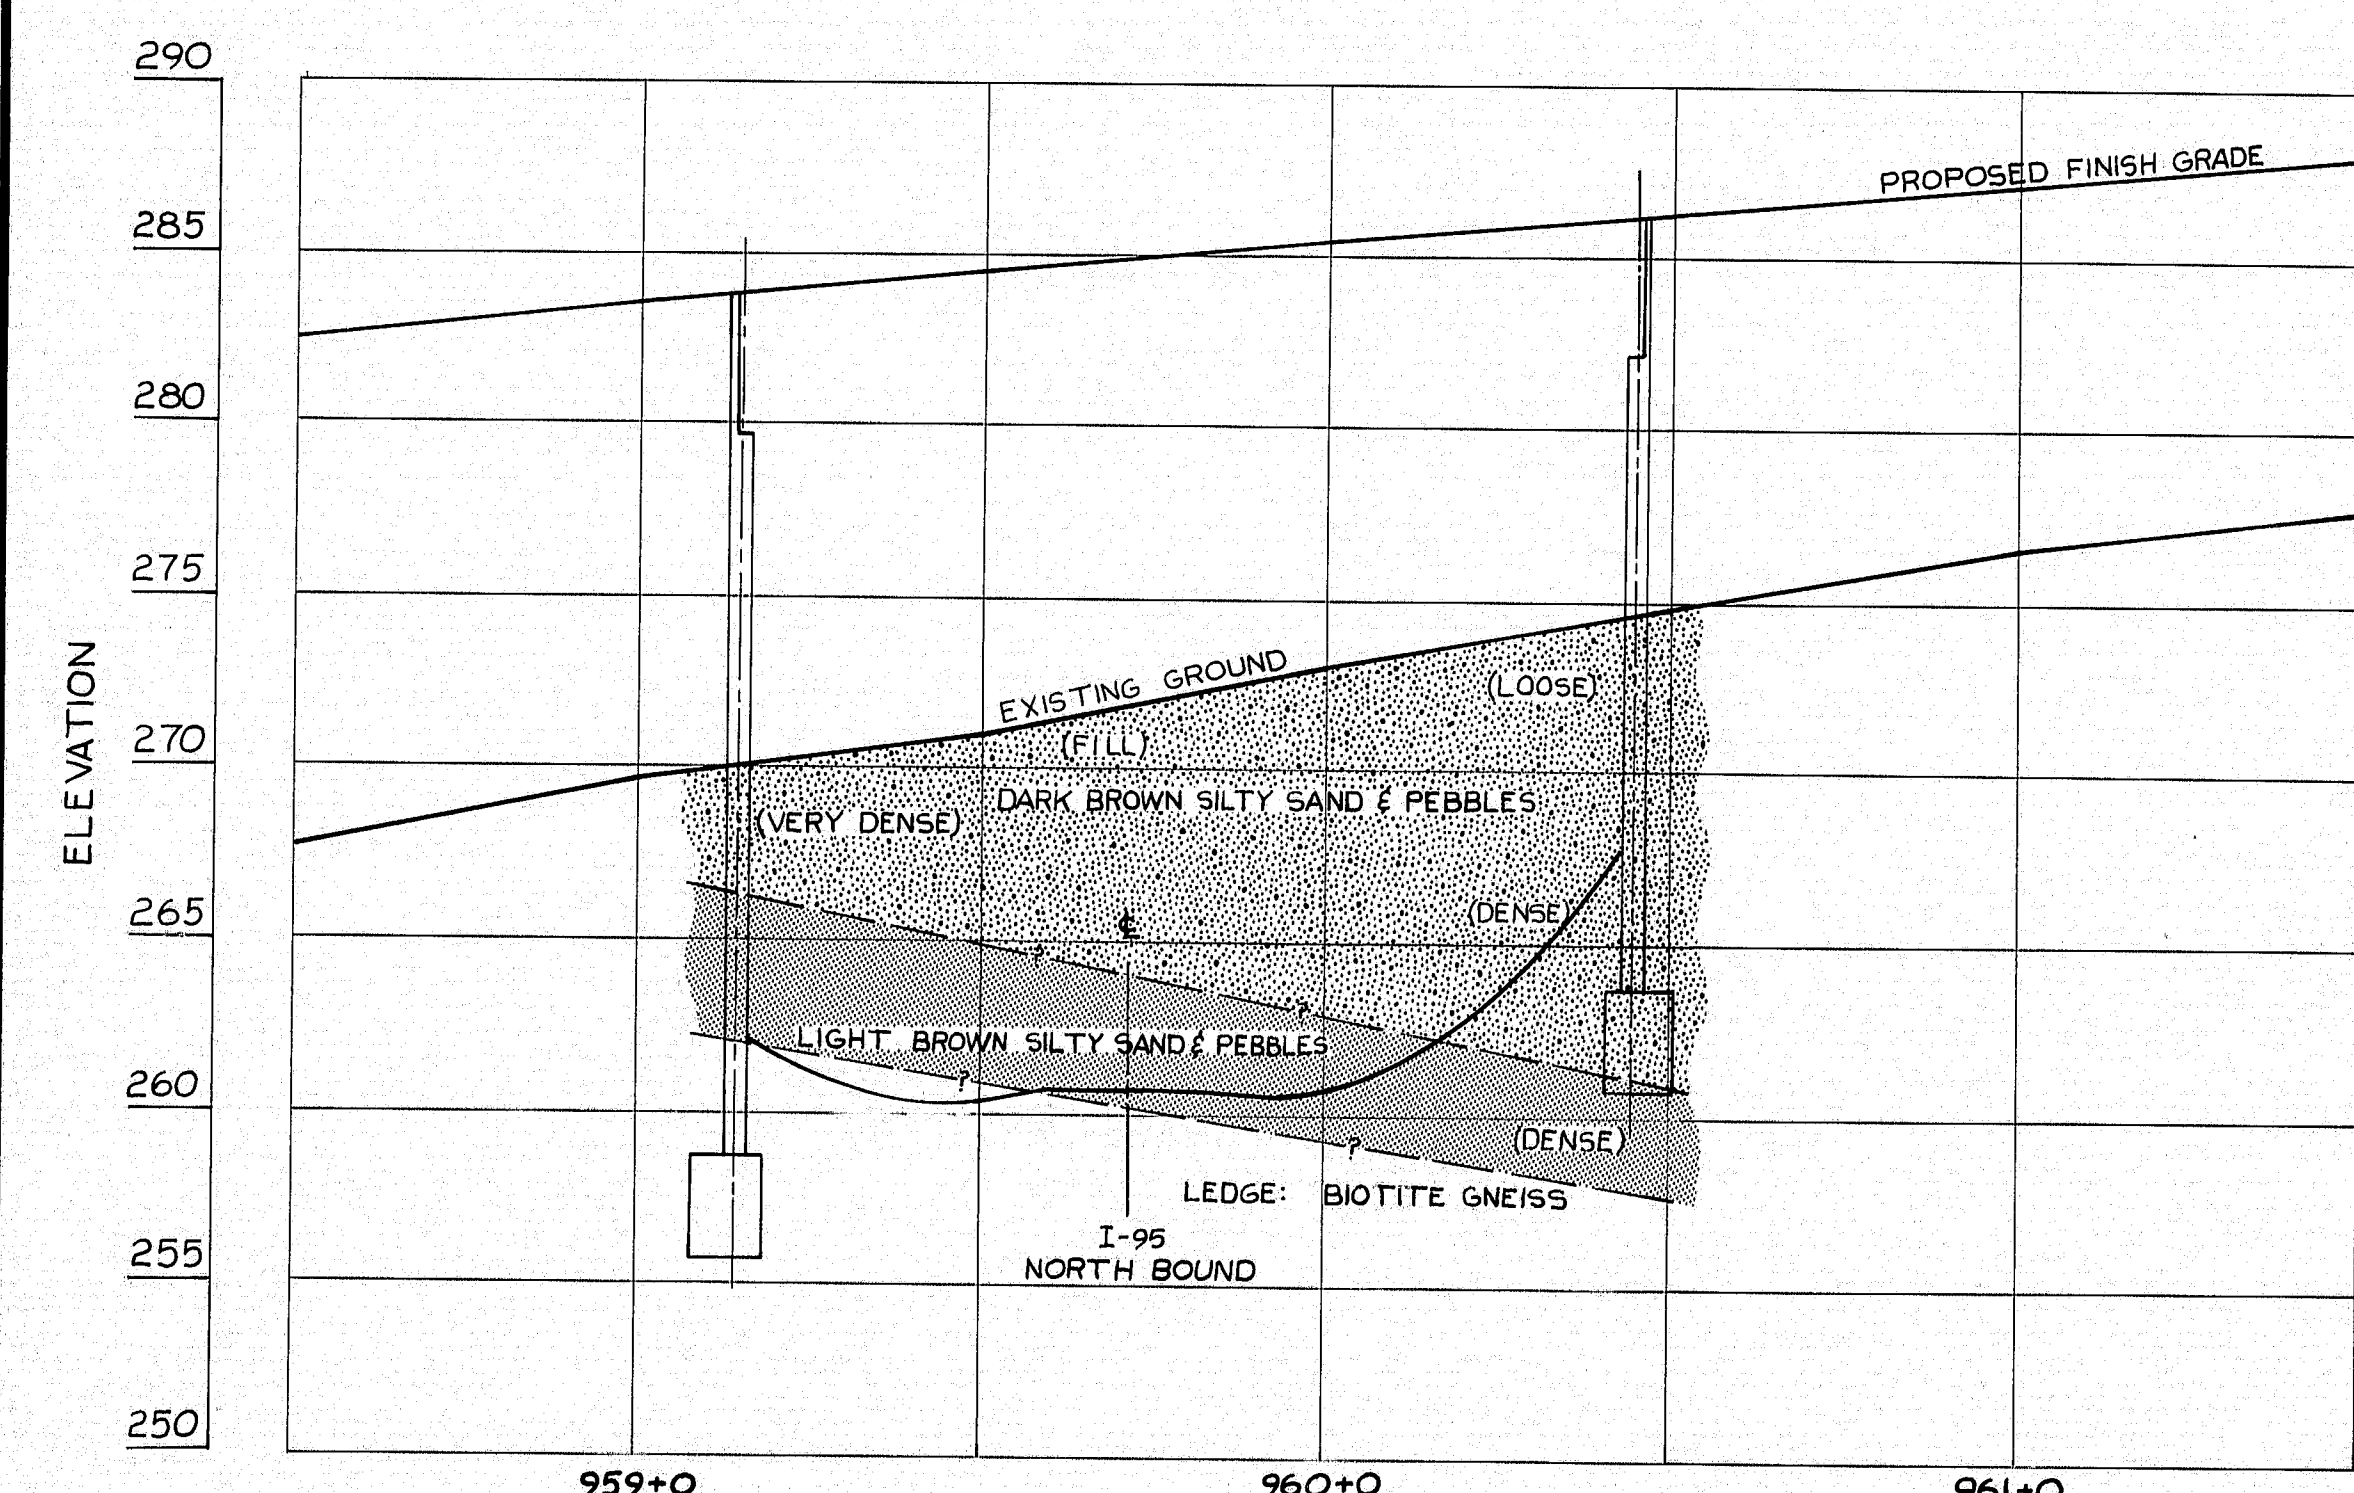 290
PROPOSED FINISH GRADE
285
280
275
ELEVATION
EXISTING GROUND
(LOOSE)
270
(FILL)
DARK BROWN SILTY SAND & PEBBLES
(VERY DENSE)
265
(DENSE)
℄
?
?
LIGHT BROWN SILTY SAND & PEBBLES
?
260
(DENSE)
?
LEDGE: BIOTITE GNEISS
I-95
NORTH BOUND
255
250
959+0
960+0
961+0